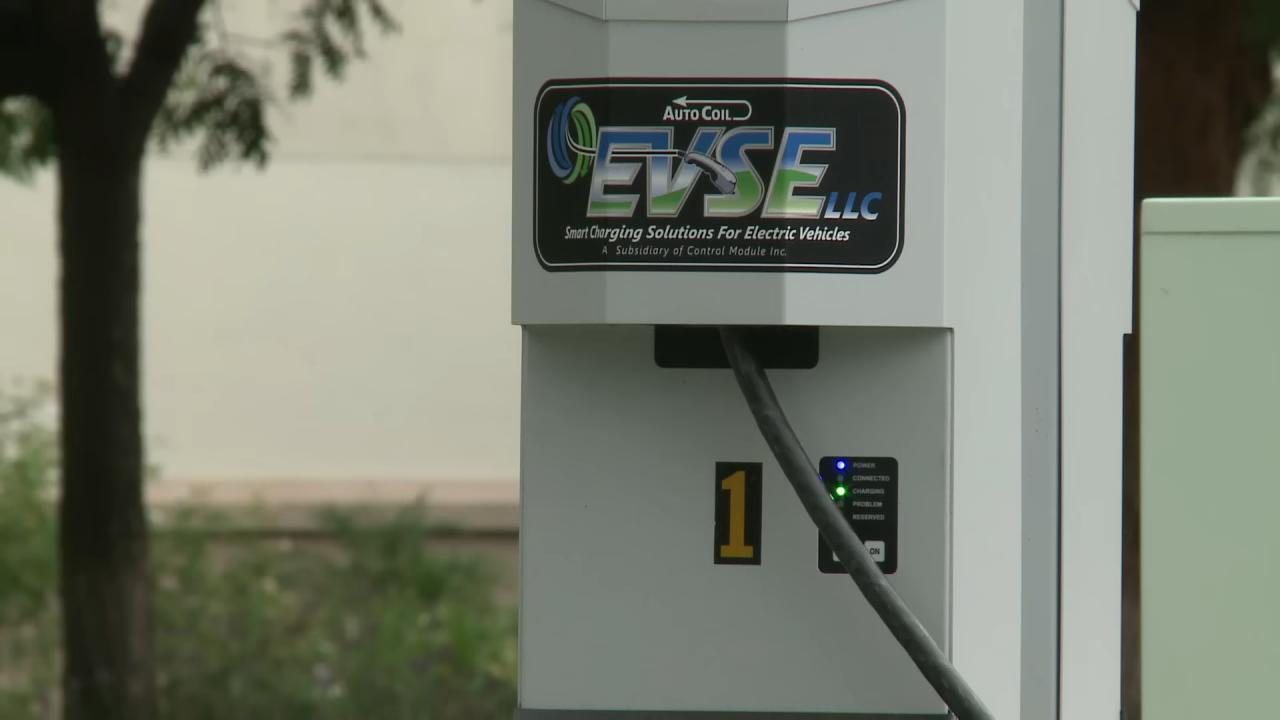 AUTO COIL
EVSE LLC
Smart Charging Solutions For Electric Vehicles
A Subsidiary of Control Module Inc.
1
POWER
CONNECTED
CHARGING
PROBLEM
RESERVED
ON